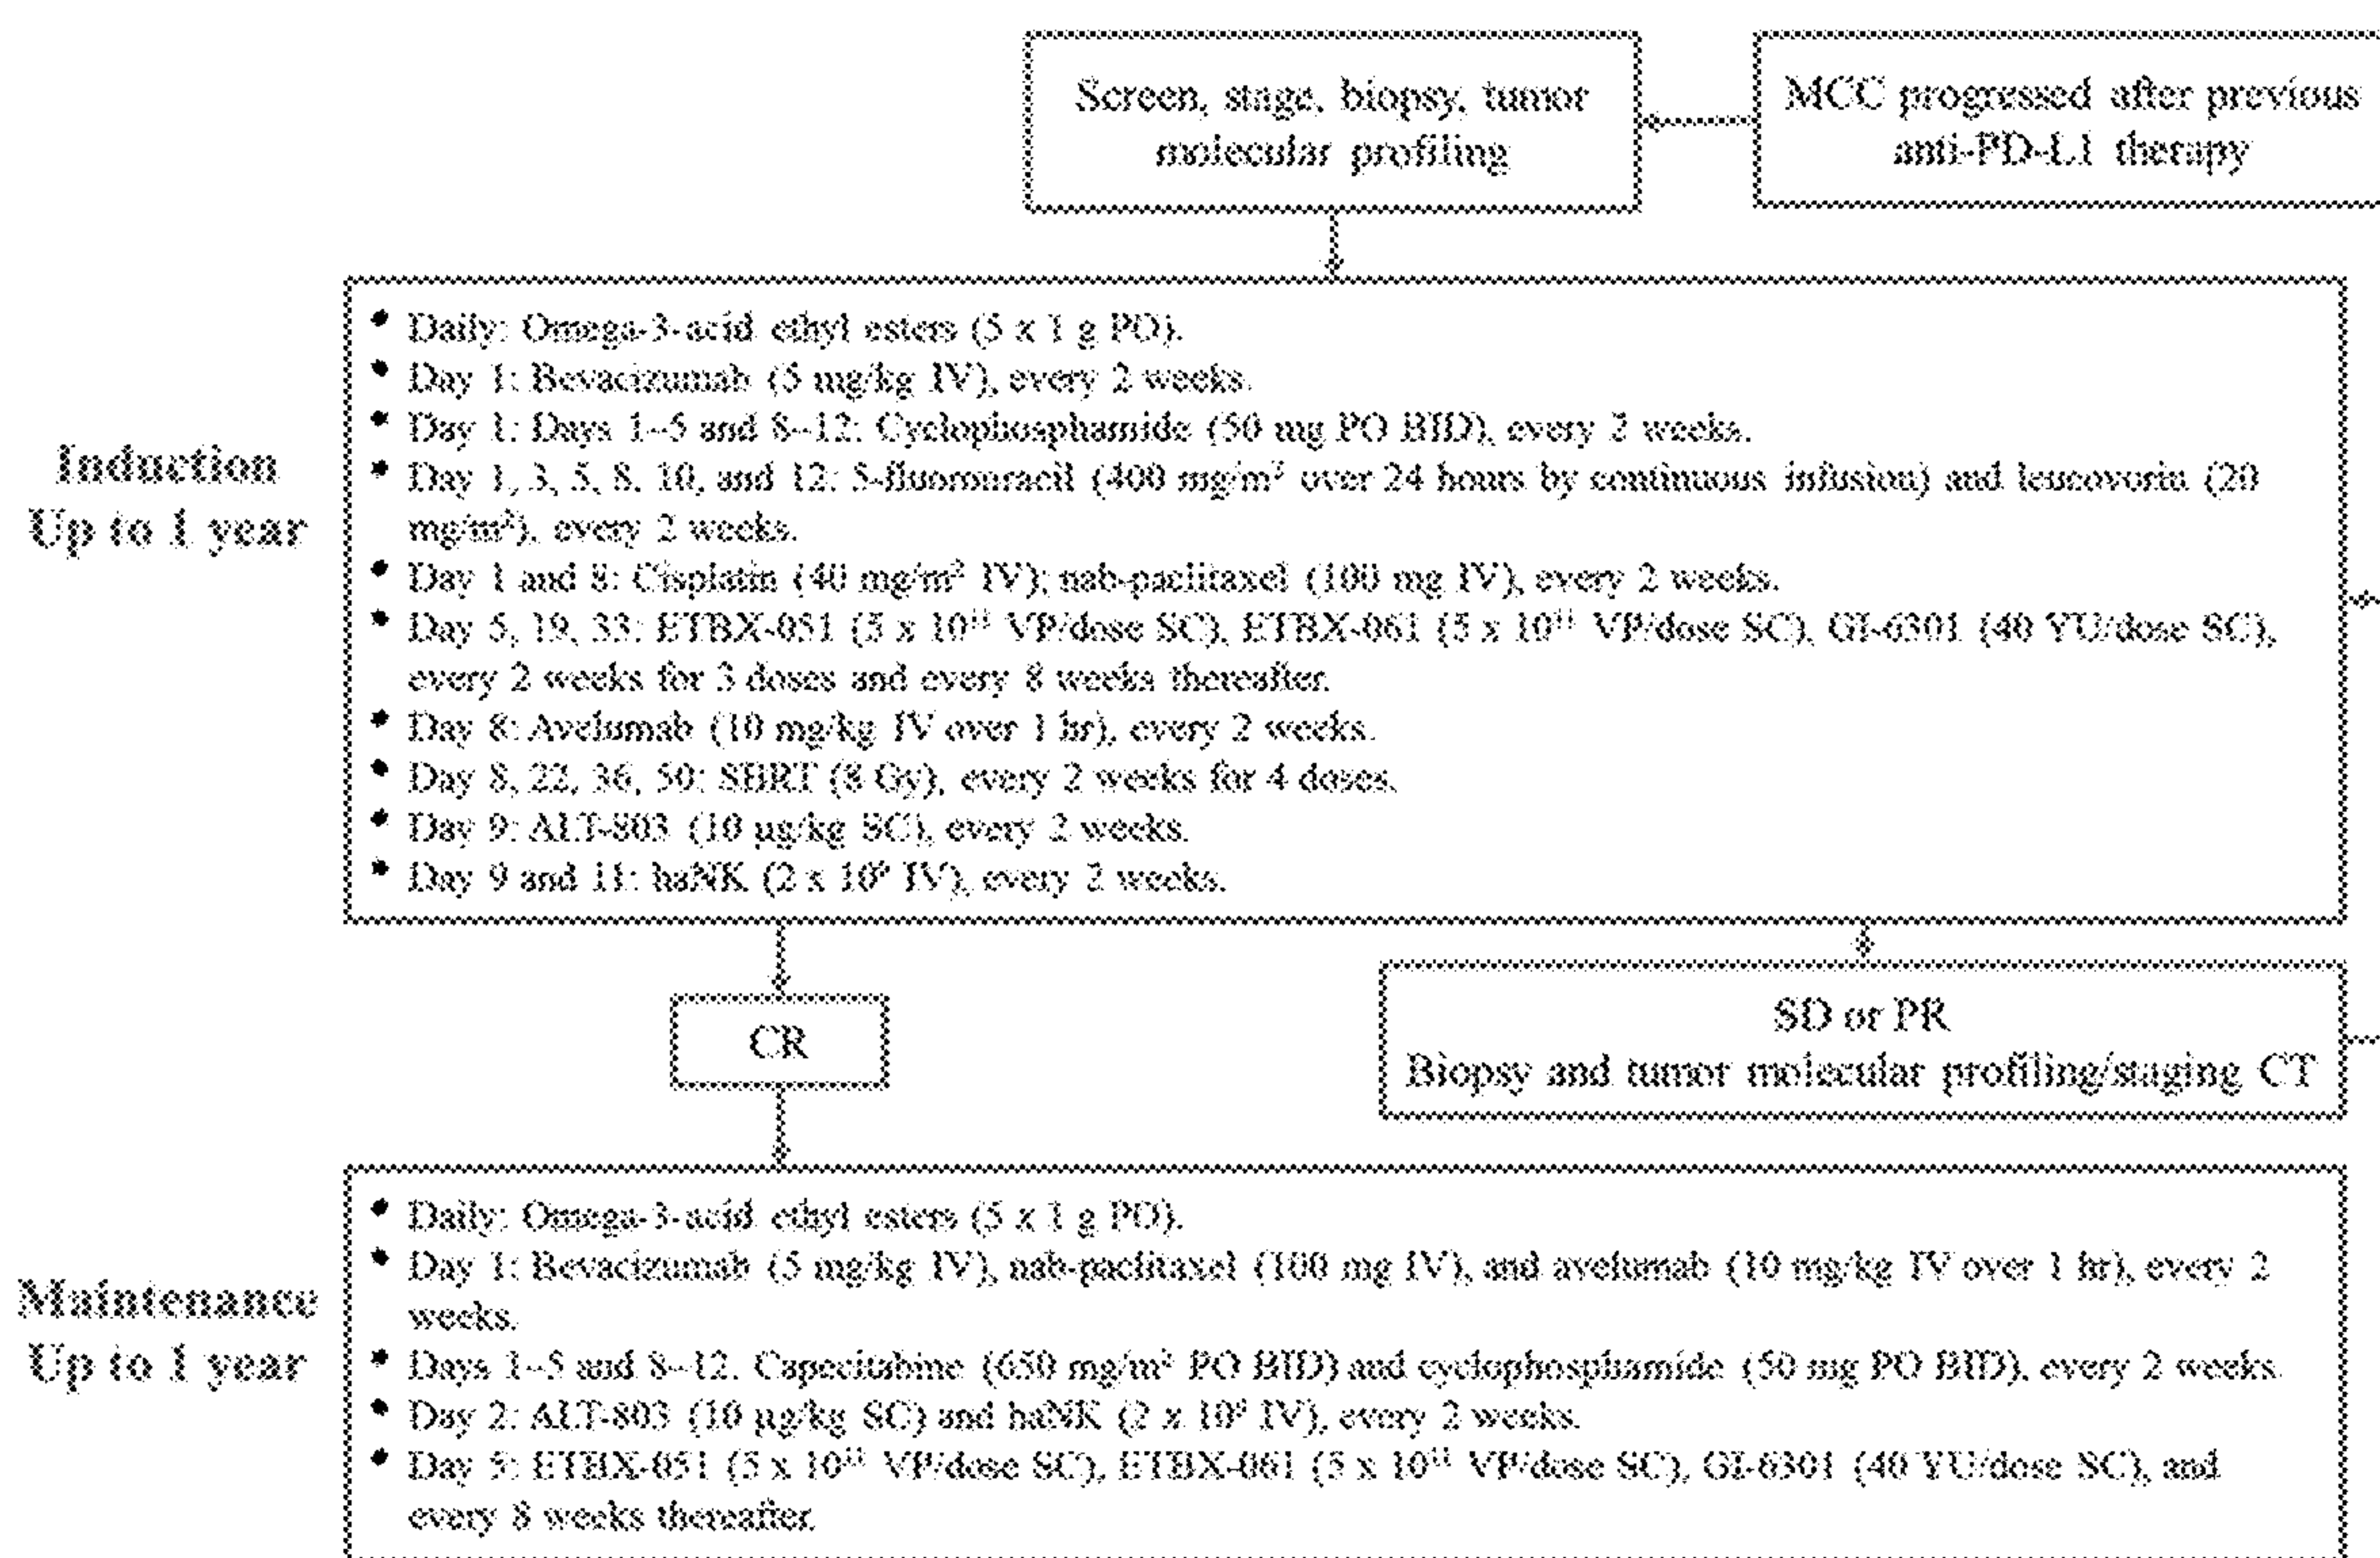 Screen, stage, biopsy, tumor
molecular profiling
MCC progressed after previous
anti-PD-L1 therapy
Induction
Up to 1 year
• Daily: Omega-3-acid ethyl esters (5 x 1 g PO).
• Day 1: Bevacizumab (5 mg/kg IV), every 2 weeks.
• Day 1: Days 1–5 and 8–12: Cyclophosphamide (50 mg PO BID), every 2 weeks.
• Day 1, 3, 5, 8, 10, and 12: 5-fluorouracil (400 mg/m² over 24 hours by continuous infusion) and leucovorin (20
mg/m²), every 2 weeks.
• Day 1 and 8: Cisplatin (40 mg/m² IV); nab-paclitaxel (100 mg IV), every 2 weeks.
• Day 5, 19, 33: ETBX-051 (5 x 10¹¹ VP/dose SC), ETBX-061 (5 x 10¹¹ VP/dose SC), GI-6301 (40 YU/dose SC),
every 2 weeks for 3 doses and every 8 weeks thereafter.
• Day 8: Avelumab (10 mg/kg IV over 1 hr), every 2 weeks.
• Day 8, 22, 36, 50: SBRT (8 Gy), every 2 weeks for 4 doses.
• Day 9: ALT-803 (10 µg/kg SC), every 2 weeks.
• Day 9 and 11: haNK (2 x 10⁹ IV), every 2 weeks.
CR
SD or PR
Biopsy and tumor molecular profiling/staging CT
Maintenance
Up to 1 year
• Daily: Omega-3-acid ethyl esters (5 x 1 g PO).
• Day 1: Bevacizumab (5 mg/kg IV), nab-paclitaxel (100 mg IV), and avelumab (10 mg/kg IV over 1 hr), every 2
weeks.
• Days 1–5 and 8–12. Capecitabine (650 mg/m² PO BID) and cyclophosphamide (50 mg PO BID), every 2 weeks.
• Day 2: ALT-803 (10 µg/kg SC) and haNK (2 x 10⁹ IV), every 2 weeks.
• Day 5: ETBX-051 (5 x 10¹¹ VP/dose SC), ETBX-061 (5 x 10¹¹ VP/dose SC), GI-6301 (40 YU/dose SC), and
every 8 weeks thereafter.